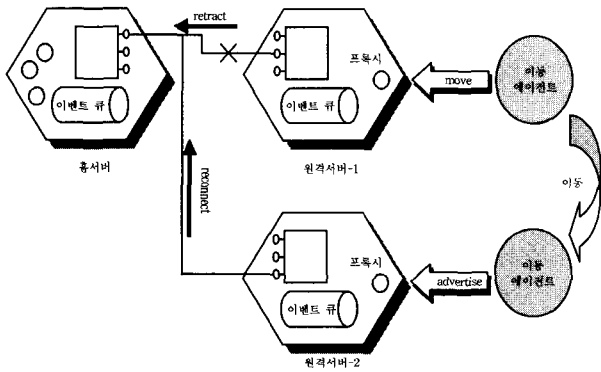 retract
프록시
move
이동
에이전트
이벤트 큐
이벤트 큐
홈서버
원격서버-1
이동
reconnect
프록시
advertise
이동
에이전트
이벤트 큐
원격서버-2